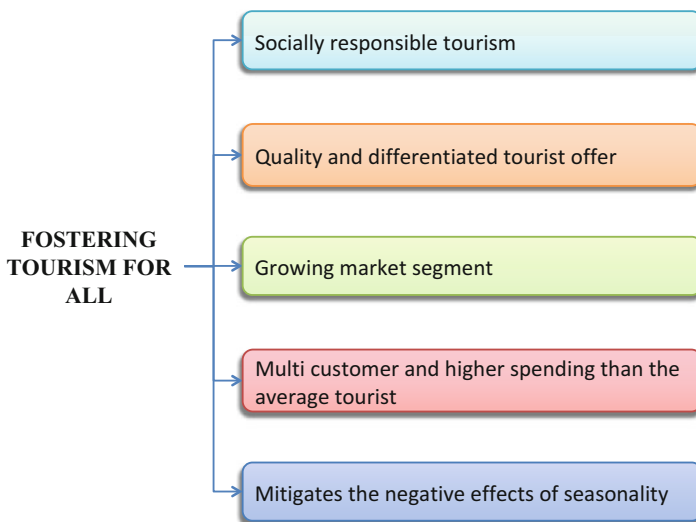 FOSTERING
TOURISM FOR
ALL
Socially responsible tourism
Quality and differentiated tourist offer
Growing market segment
Multi customer and higher spending than the
average tourist
Mitigates the negative effects of seasonality